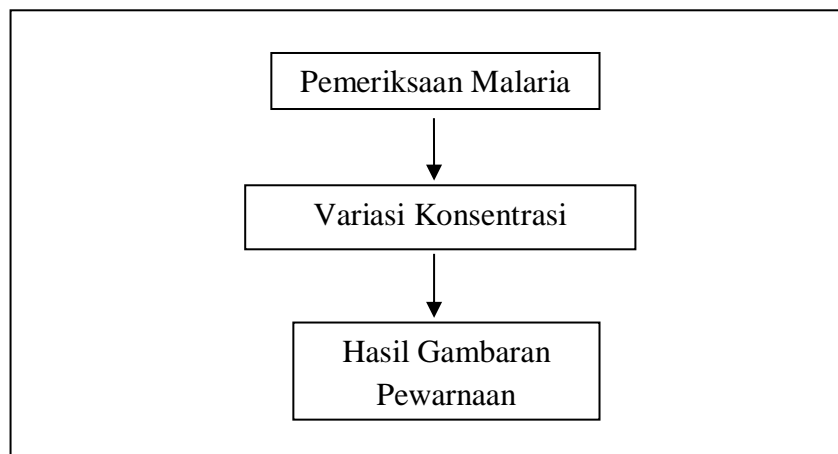 Pemeriksaan Malaria
Variasi Konsentrasi
Hasil Gambaran
Pewarnaan